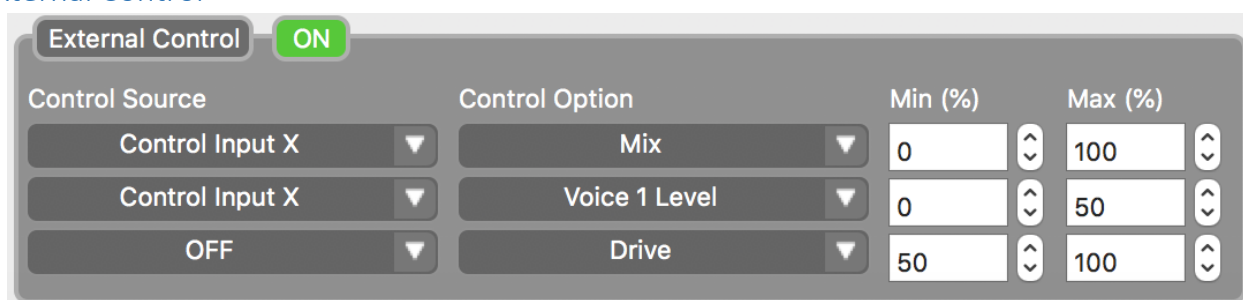 External Control ON
Control Source Control Option Min (%) Max (%)
Control Input X Mix 0 100
Control Input X Voice 1 Level 0 50
OFF Drive 50 100